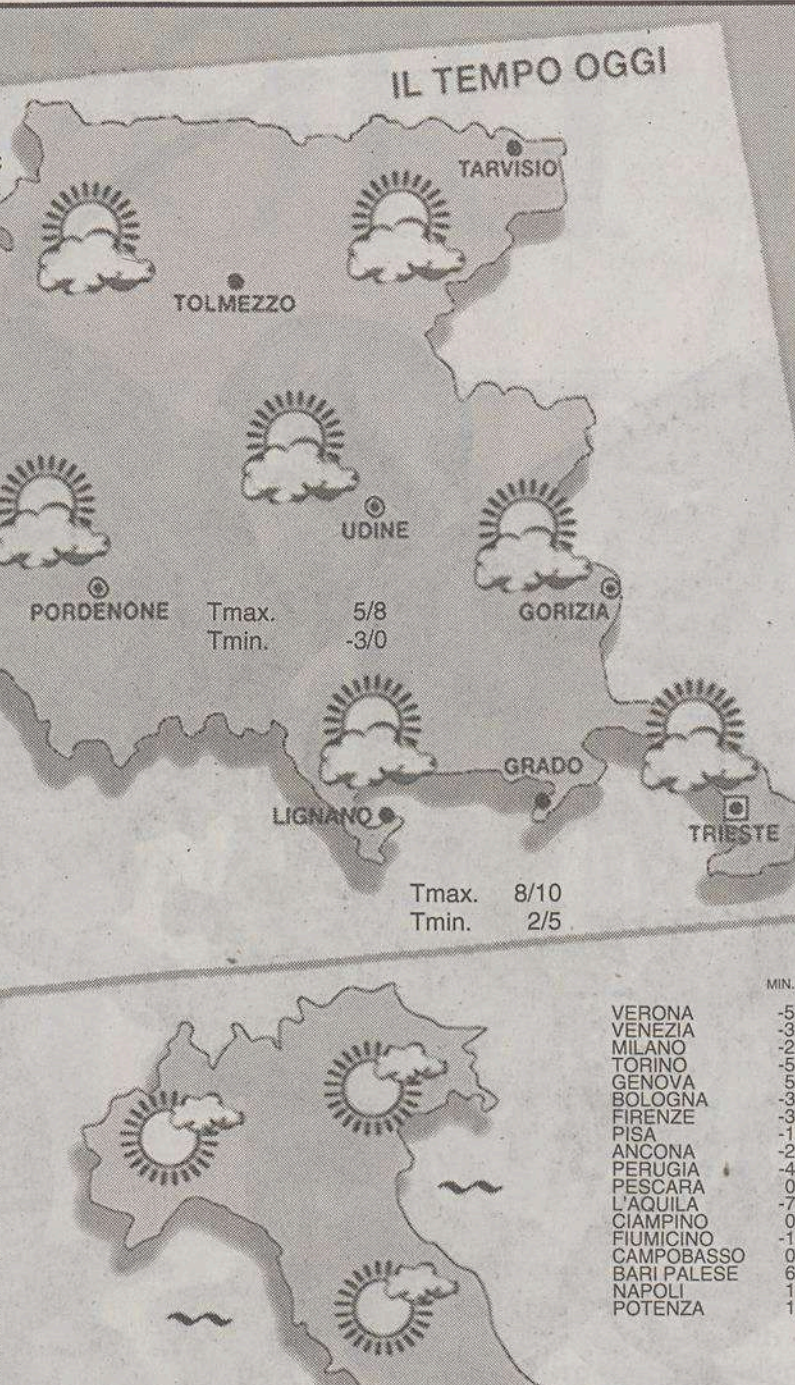 IL TEMPO OGGI
TARVISIO
TOLMEZZO
UDINE
PORDENONE
Tmax. 5/8
Tmin. -3/0
GORIZIA
GRADO
LIGNANO
TRIESTE
Tmax. 8/10
Tmin. 2/5
MIN.
VERONA -5
VENEZIA -3
MILANO -2
TORINO -5
GENOVA 5
BOLOGNA -3
FIRENZE -3
PISA -1
ANCONA -2
PERUGIA -4
PESCARA 0
L'AQUILA -7
CIAMPINO 0
FIUMICINO -1
CAMPOBASSO 0
BARI PALESE 6
NAPOLI 1
POTENZA 1